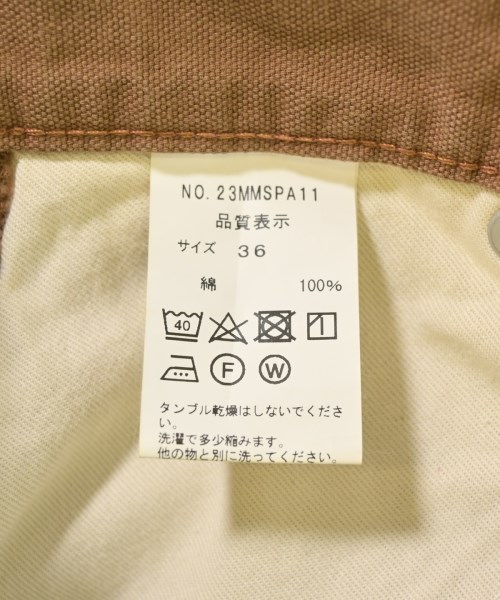 NO.23MMSPA11
品質表示
サイズ 36
綿 100%
40
F W
タンブル乾燥はしないでくださ
い。
洗濯で多少縮みます。
他の物と別に洗ってください。